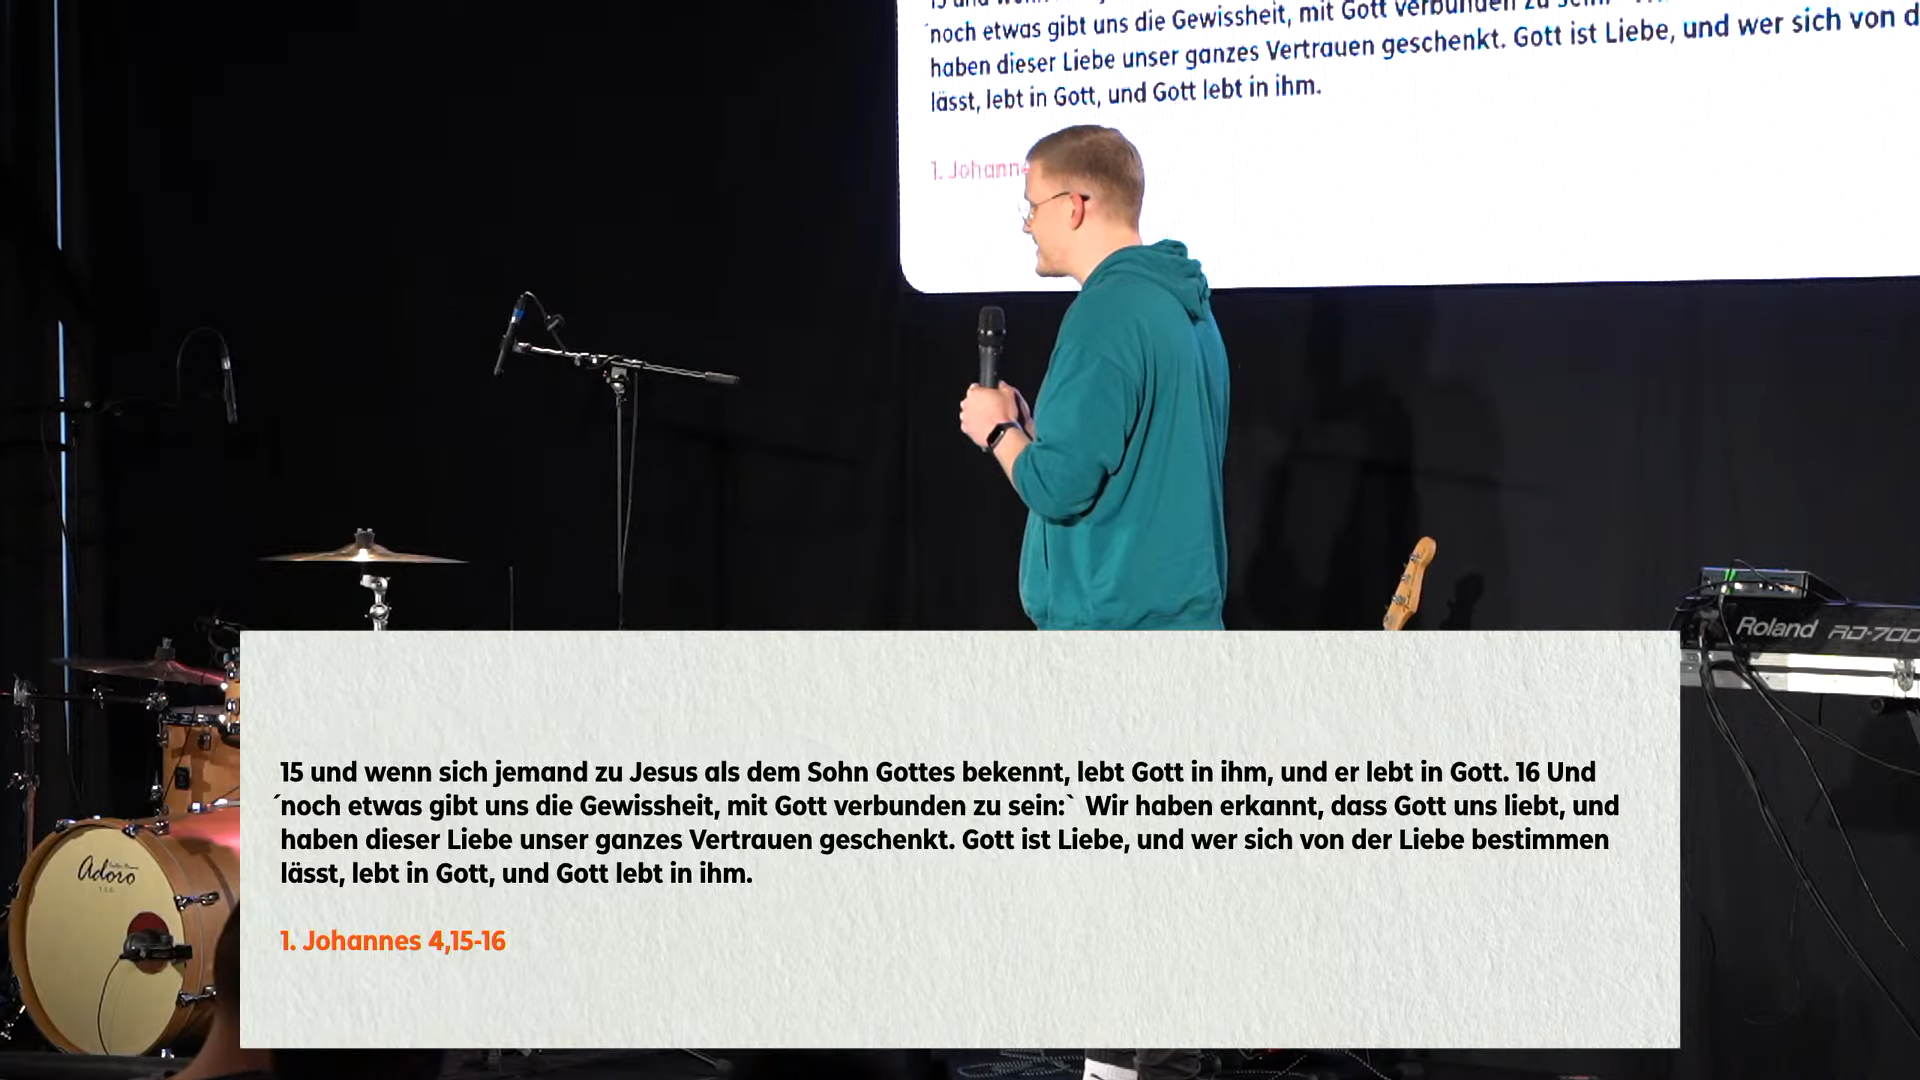 noch etwas gibt uns die Gewissheit, mit Gott verbunden zu
haben dieser Liebe unser ganzes Vertrauen geschenkt. Gott ist Liebe, und wer sich von
lässt, lebt in Gott, und Gott lebt in ihm.
1. Johanne
Roland RD-700
15 und wenn sich jemand zu Jesus als dem Sohn Gottes bekennt, lebt Gott in ihm, und er lebt in Gott. 16 Und
´noch etwas gibt uns die Gewissheit, mit Gott verbunden zu sein:` Wir haben erkannt, dass Gott uns liebt, und
haben dieser Liebe unser ganzes Vertrauen geschenkt. Gott ist Liebe, und wer sich von der Liebe bestimmen
lässt, lebt in Gott, und Gott lebt in ihm.
1. Johannes 4,15-16
Adoro